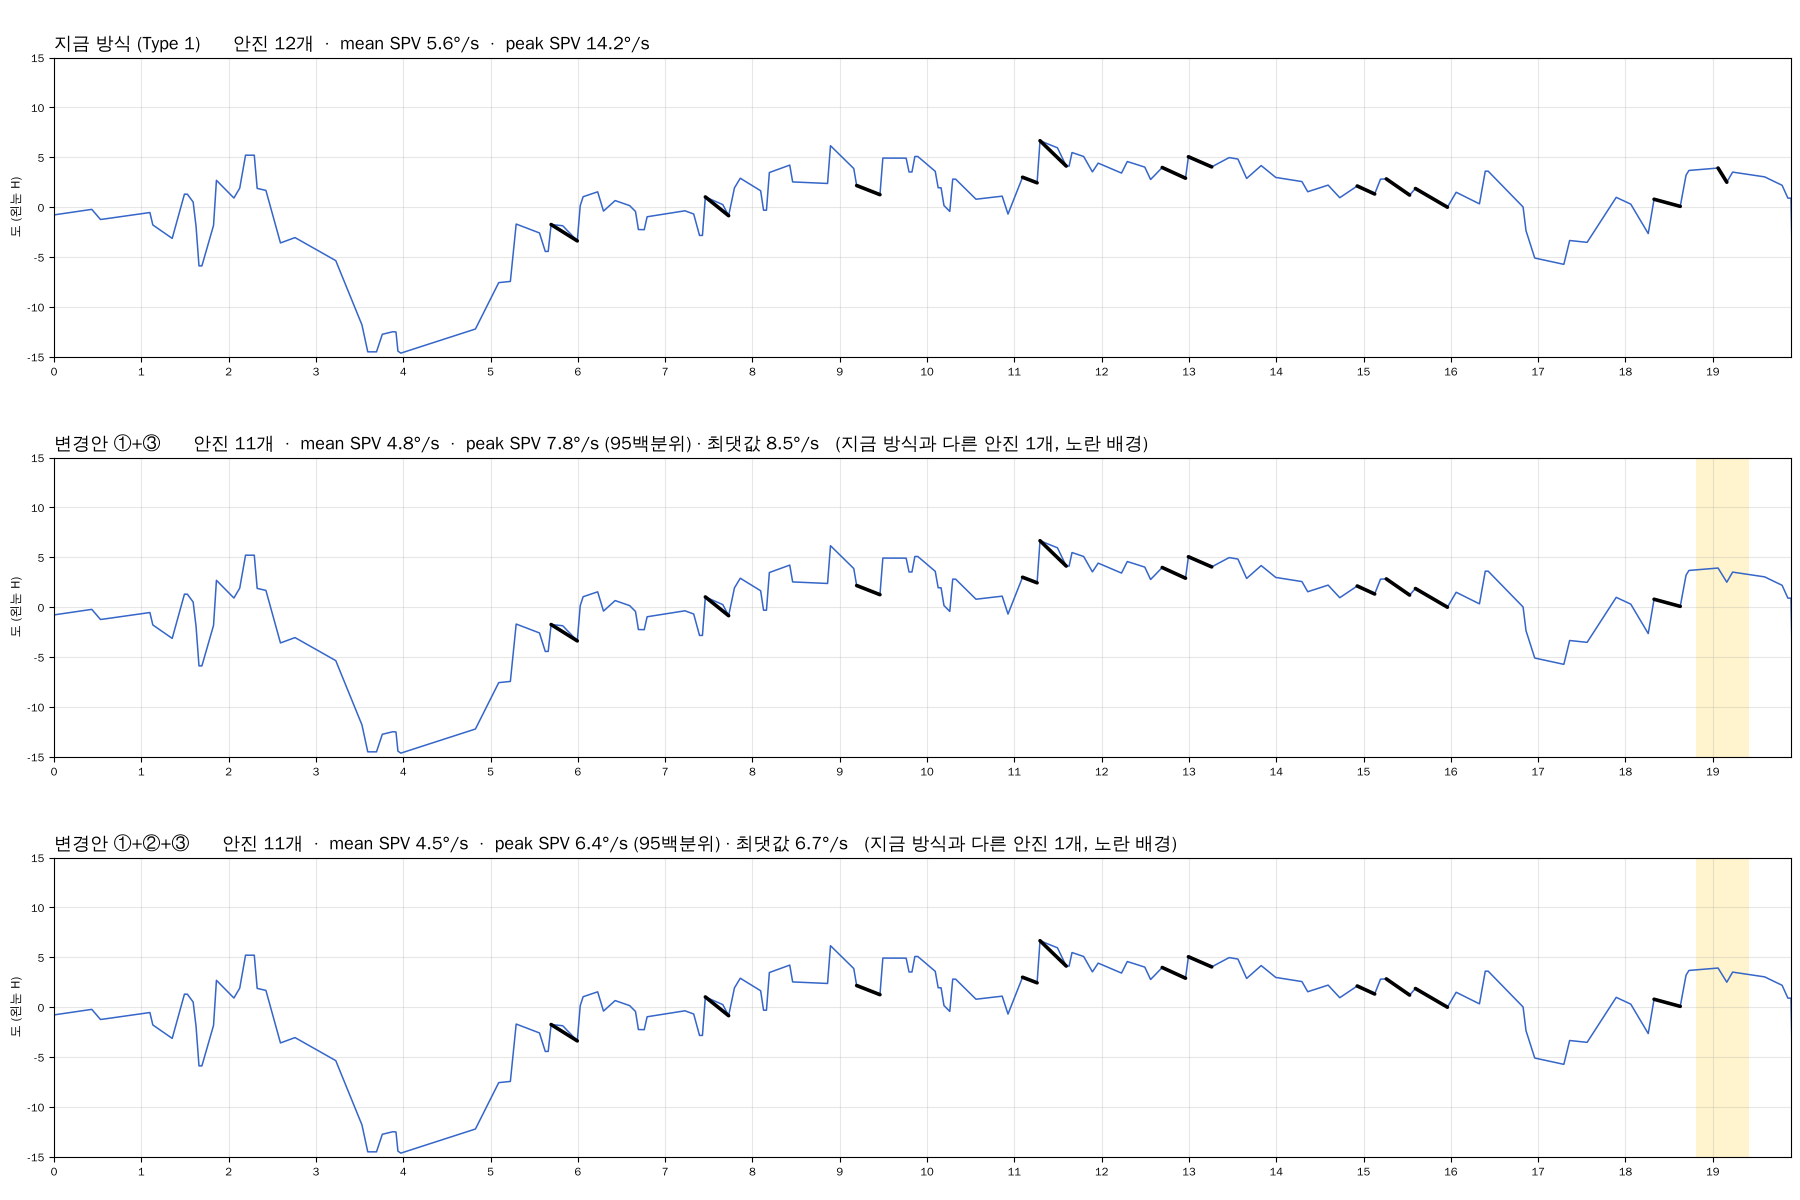 지금 방식 (Type 1) 안진 12개 · mean SPV 5.6°/s · peak SPV 14.2°/s
15
10
5
0
-5
-10
-15
도 (왼눈 H)
0 1 2 3 4 5 6 7 8 9 10 11 12 13 14 15 16 17 18 19
변경안 ①+③ 안진 11개 · mean SPV 4.8°/s · peak SPV 7.8°/s (95백분위) · 최댓값 8.5°/s (지금 방식과 다른 안진 1개, 노란 배경)
15
10
5
0
-5
-10
-15
도 (왼눈 H)
0 1 2 3 4 5 6 7 8 9 10 11 12 13 14 15 16 17 18 19
변경안 ①+②+③ 안진 11개 · mean SPV 4.5°/s · peak SPV 6.4°/s (95백분위) · 최댓값 6.7°/s (지금 방식과 다른 안진 1개, 노란 배경)
15
10
5
0
-5
-10
-15
도 (왼눈 H)
0 1 2 3 4 5 6 7 8 9 10 11 12 13 14 15 16 17 18 19